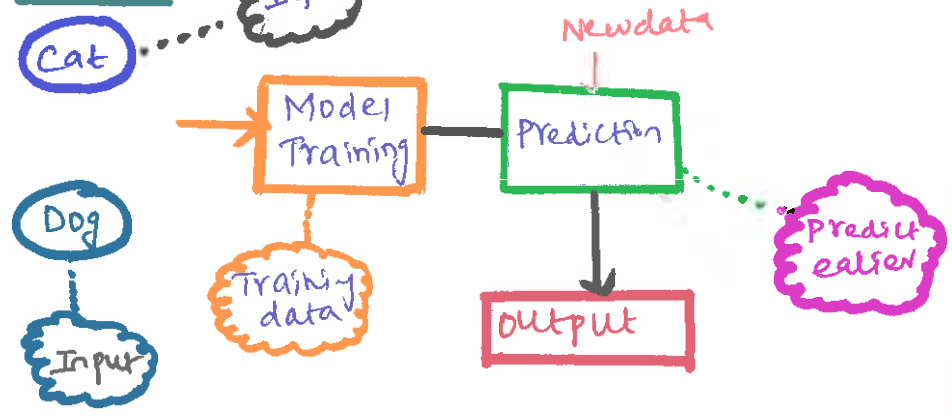 Cat
Newdata
Model
Training
Prediction
Dog
Training
data
Output
Predict
ealier
Input